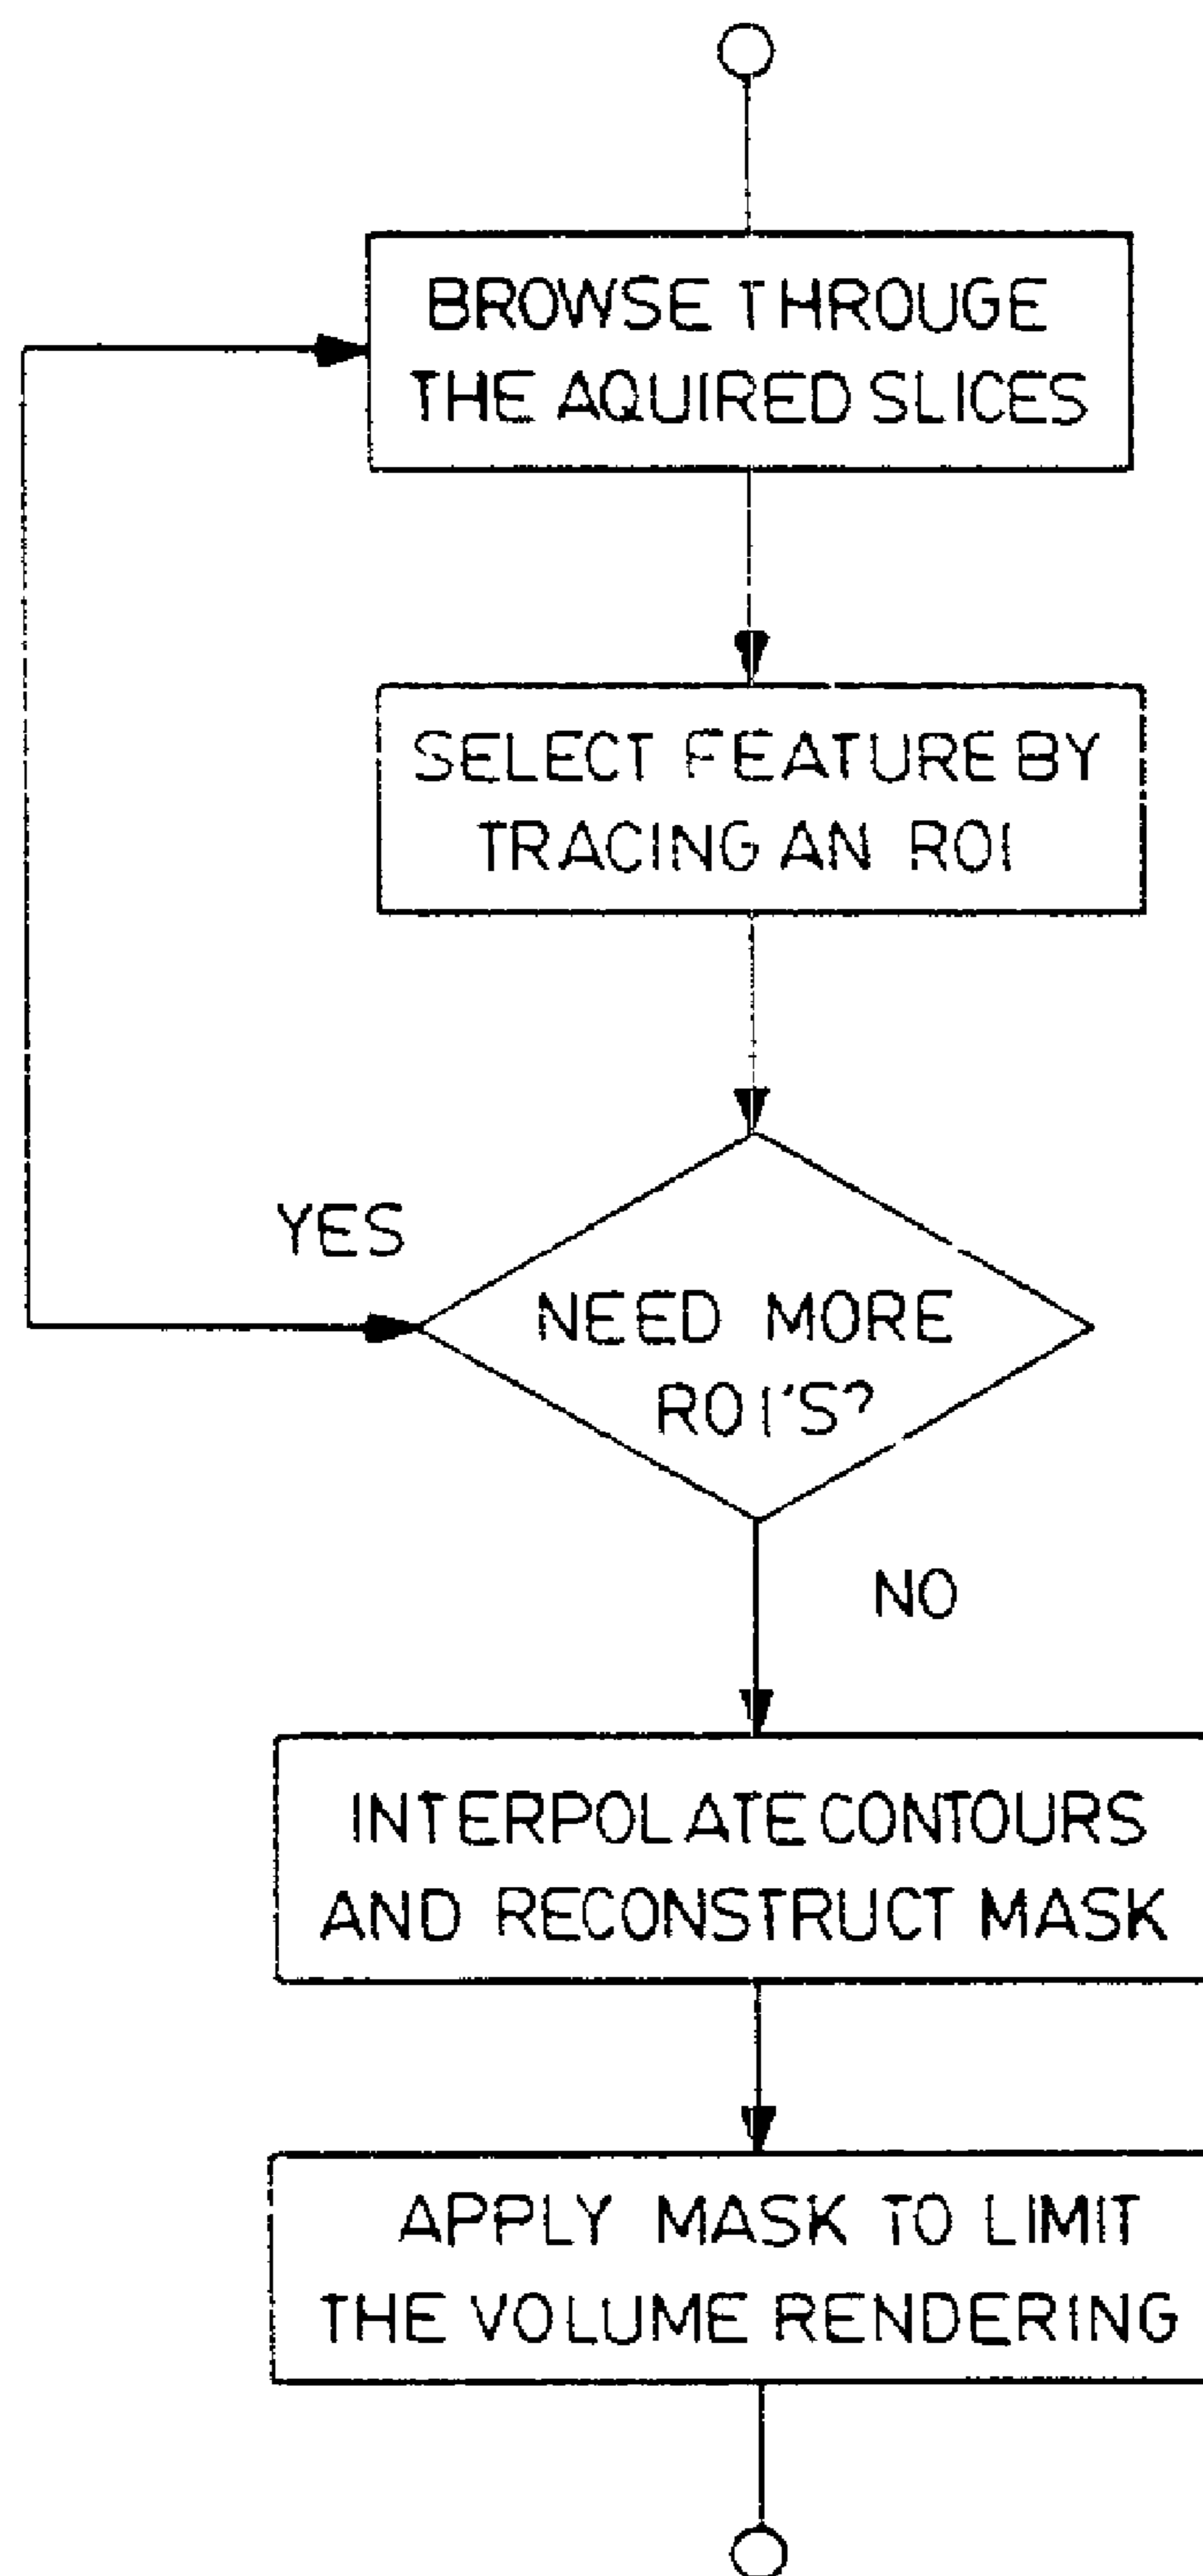 BROWSE THROUGE
THE AQUIRED SLICES
SELECT FEATURE BY
TRACING AN ROI
YES
NEED MORE
ROI'S?
NO
INTERPOLATE CONTOURS
AND RECONSTRUCT MASK
APPLY MASK TO LIMIT
THE VOLUME RENDERING